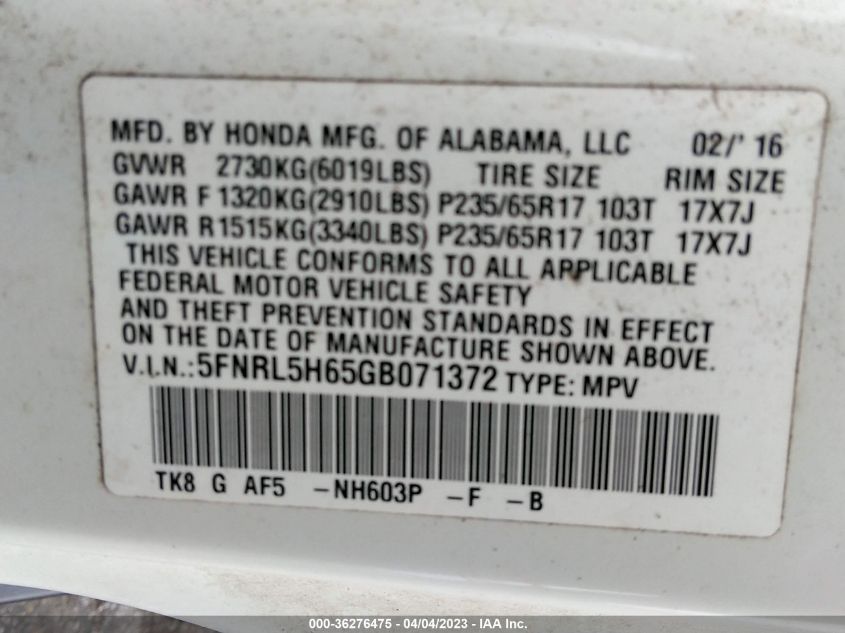 MFD. BY HONDA MFG. OF ALABAMA, LLC 02/' 16
GVWR 2730KG(6019LBS) TIRE SIZE RIM SIZE
GAWR F 1320KG(2910LBS) P235/65R17 103T 17X7J
GAWR R1515KG(3340LBS) P235/65R17 103T 17X7J
THIS VEHICLE CONFORMS TO ALL APPLICABLE
FEDERAL MOTOR VEHICLE SAFETY
AND THEFT PREVENTION STANDARDS IN EFFECT
ON THE DATE OF MANUFACTURE SHOWN ABOVE.
V.I.N.:5FNRL5H65GB071372 TYPE: MPV
TK8 G AF5 -NH603P -F -B
000-36276475 - 04/04/2023 - IAA Inc.